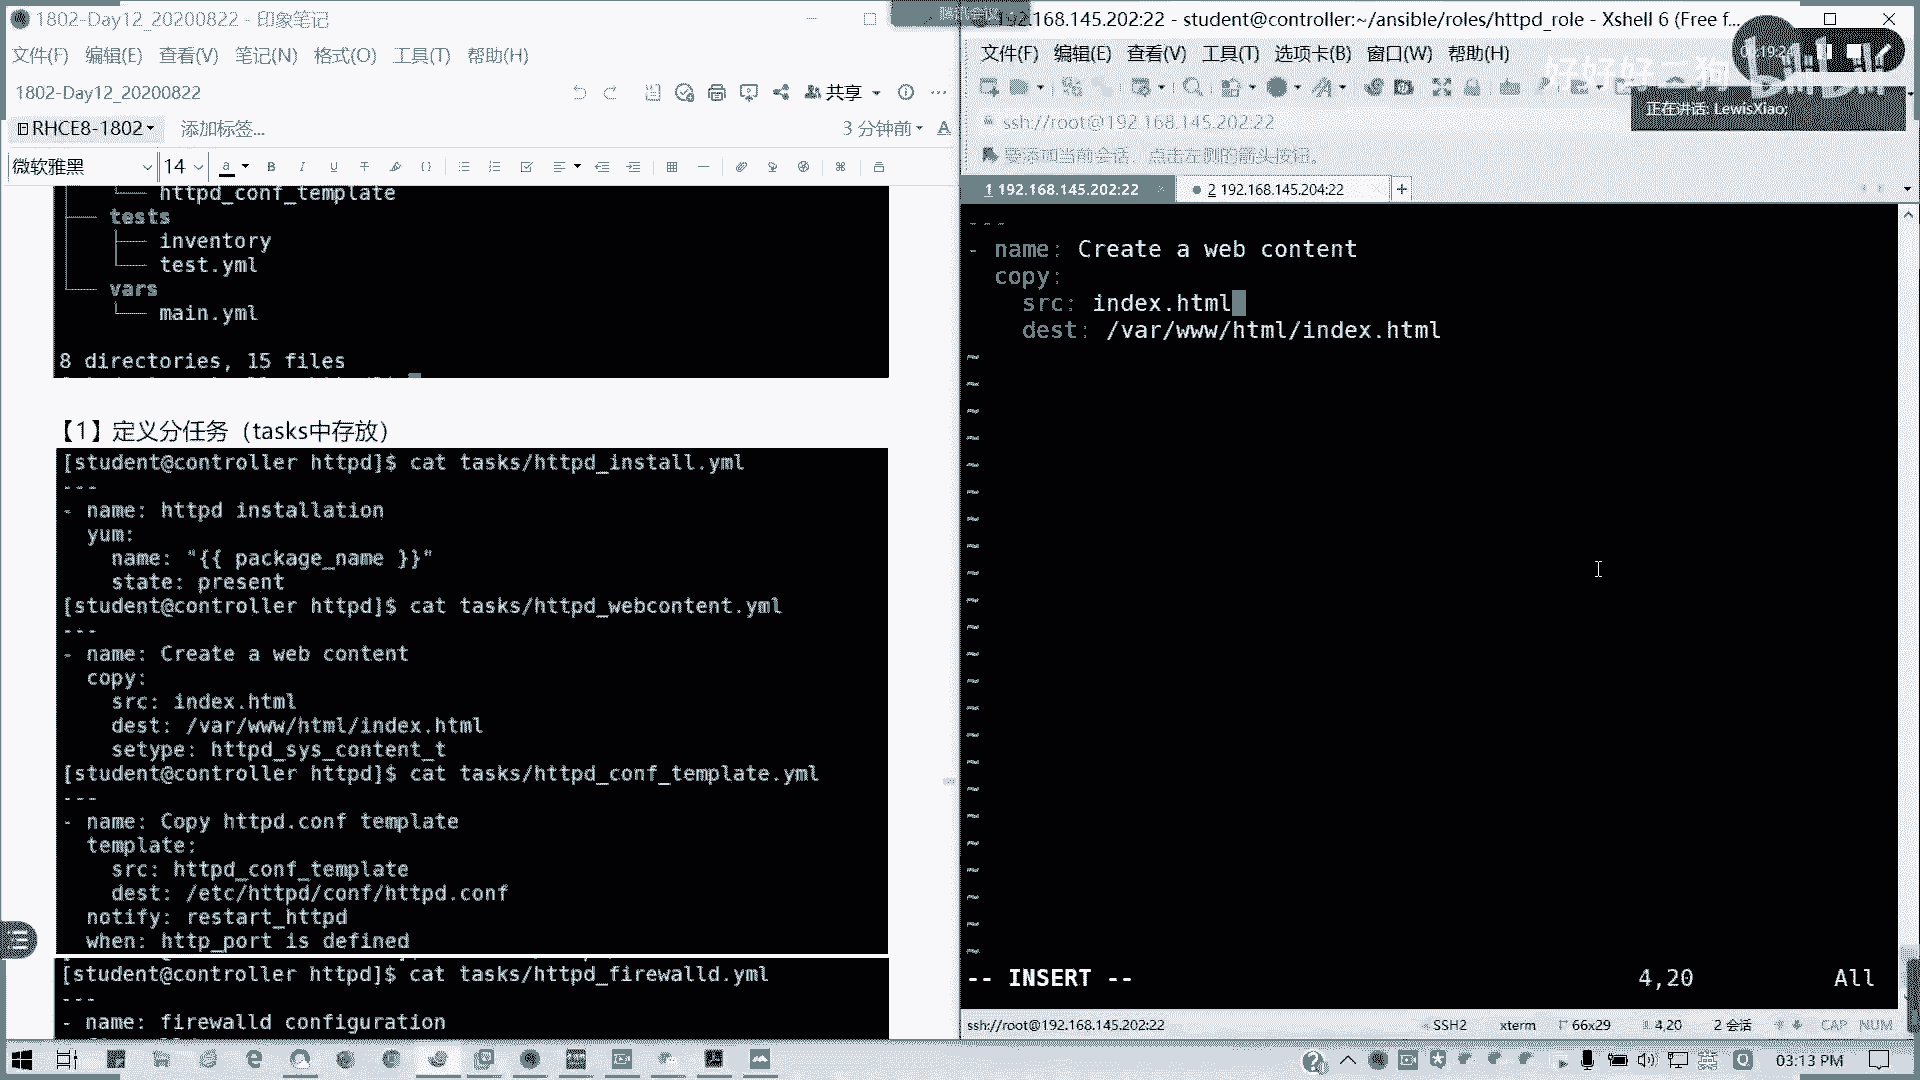 1802-Day12_20200822 - 印象笔记
文件(F) 编辑(E) 查看(V) 笔记(N) 格式(O) 工具(T) 帮助(H)
1802-Day12_20200822
共享
RHCE8-1802
添加标签...
3 分钟前
微软雅黑
14
httpd_conf_template
tests
inventory
test.yml
vars
main.yml
8 directories, 15 files
【1】定义分任务（tasks中存放）
[student@controller httpd]$ cat tasks/httpd_install.yml
---
- name: httpd installation
yum:
name: "{{ package_name }}"
state: present
[student@controller httpd]$ cat tasks/httpd_webcontent.yml
---
- name: Create a web content
copy:
src: index.html
dest: /var/www/html/index.html
setype: httpd_sys_content_t
[student@controller httpd]$ cat tasks/httpd_conf_template.yml
---
- name: Copy httpd.conf template
template:
src: httpd_conf_template
dest: /etc/httpd/conf/httpd.conf
notify: restart_httpd
when: http_port is defined
[student@controller httpd]$ cat tasks/httpd_firewalld.yml
---
- name: firewalld configuration
腾讯会议
192.168.145.202:22 - student@controller:~/ansible/roles/httpd_role - Xshell 6 (Free f...
文件(F) 编辑(E) 查看(V) 工具(T) 选项卡(B) 窗口(W) 帮助(H)
好好好二狗
正在讲话: LewisXiao;
ssh://root@192.168.145.202:22
要添加当前会话，点击左侧的箭头按钮。
1 192.168.145.202:22
2 192.168.145.204:22
---
- name: Create a web content
copy:
src: index.html
dest: /var/www/html/index.html
-- INSERT --
4,20
All
ssh://root@192.168.145.202:22
SSH2
xterm
66x29
4,20
2 会话
CAP NUM
03:13 PM